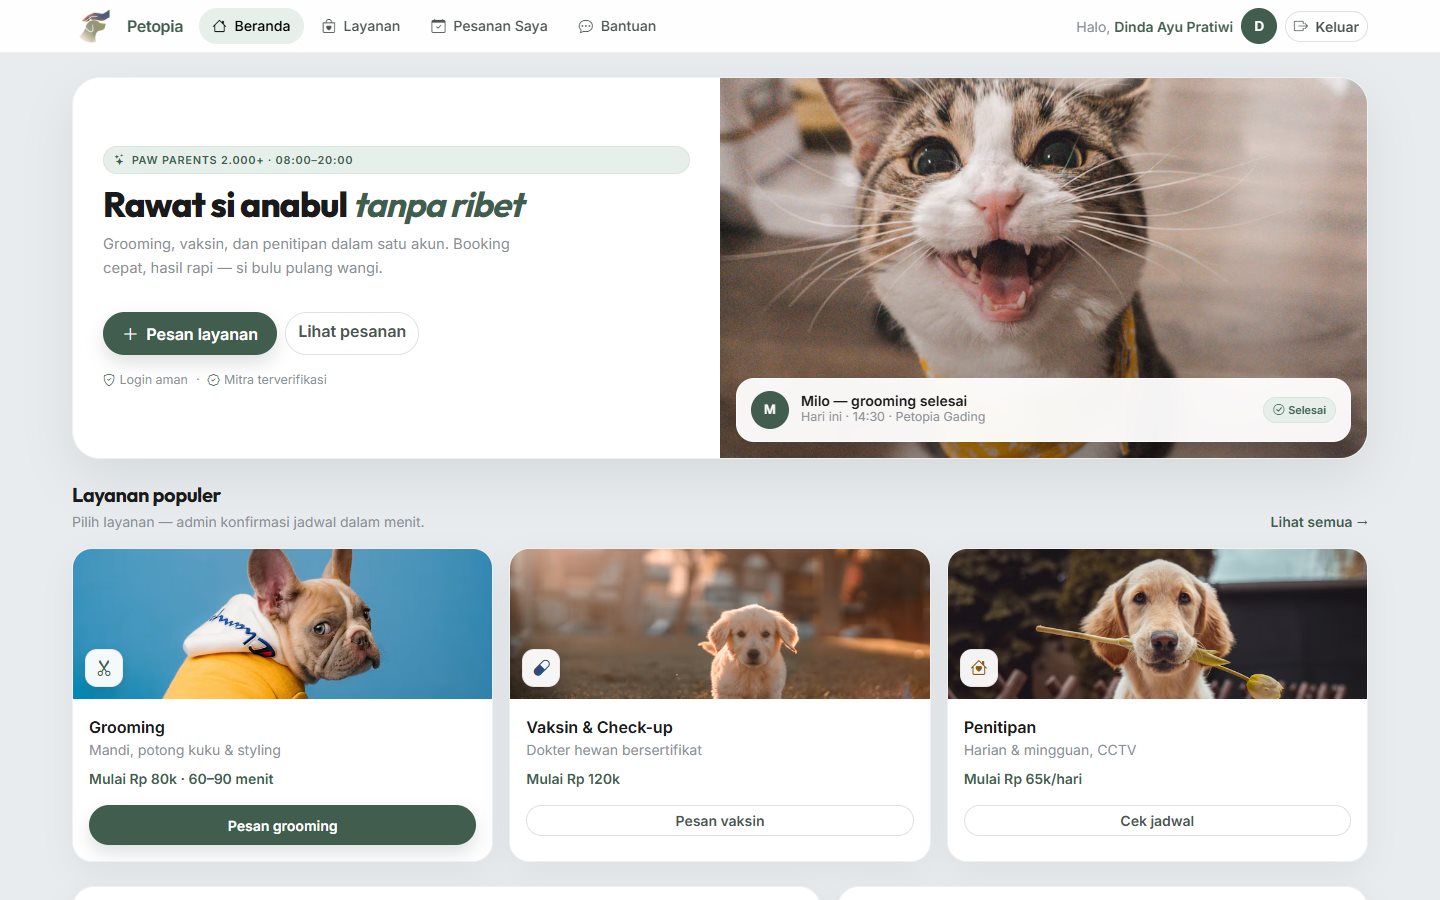 Petopia
Beranda
Layanan
Pesanan Saya
Bantuan
Halo, Dinda Ayu Pratiwi
D
Keluar
PAW PARENTS 2.000+ · 08:00–20:00
Rawat si anabul tanpa ribet
Grooming, vaksin, dan penitipan dalam satu akun. Booking
cepat, hasil rapi — si bulu pulang wangi.
+ Pesan layanan
Lihat pesanan
Login aman · Mitra terverifikasi
M
Milo — grooming selesai
Hari ini · 14:30 · Petopia Gading
Selesai
Layanan populer
Pilih layanan — admin konfirmasi jadwal dalam menit.
Lihat semua →
Grooming
Mandi, potong kuku & styling
Mulai Rp 80k · 60–90 menit
Pesan grooming
Vaksin & Check-up
Dokter hewan bersertifikat
Mulai Rp 120k
Pesan vaksin
Penitipan
Harian & mingguan, CCTV
Mulai Rp 65k/hari
Cek jadwal